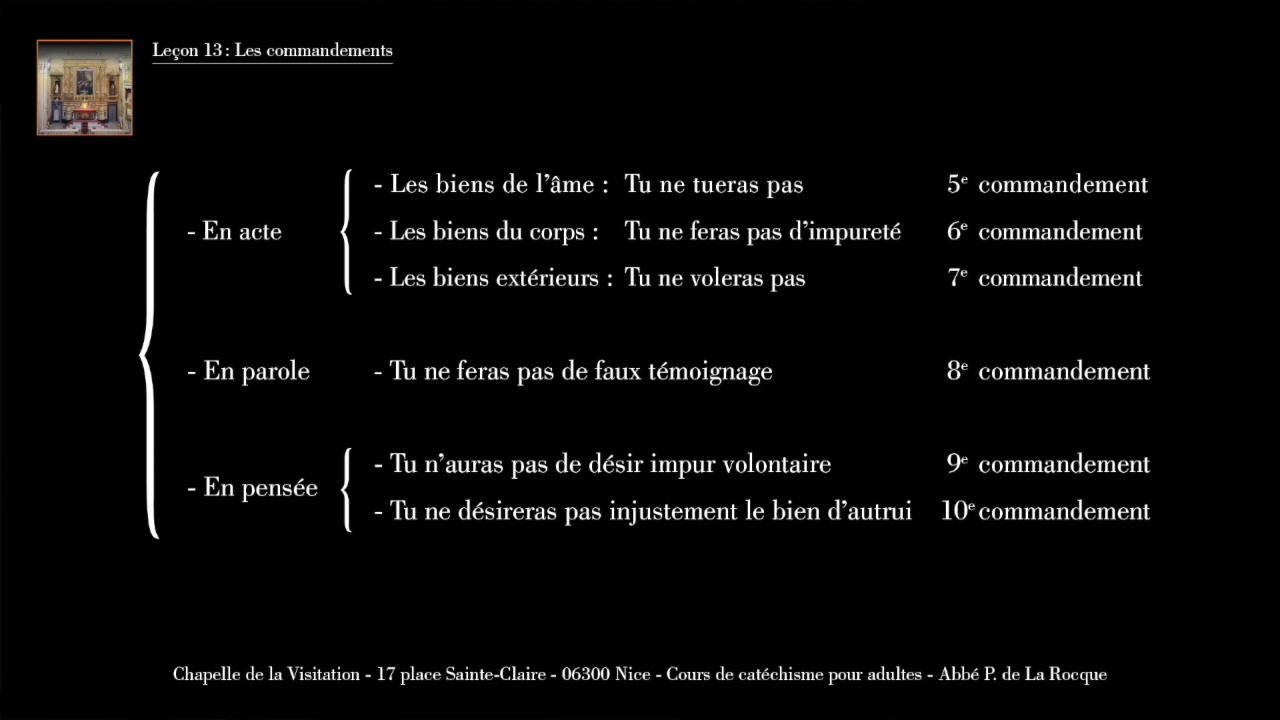 Leçon 13 : Les commandements
- En acte
- Les biens de l’âme : Tu ne tueras pas 5e commandement
- Les biens du corps : Tu ne feras pas d’impureté 6e commandement
- Les biens extérieurs : Tu ne voleras pas 7e commandement
- En parole - Tu ne feras pas de faux témoignage 8e commandement
- En pensée
- Tu n’auras pas de désir impur volontaire 9e commandement
- Tu ne désireras pas injustement le bien d’autrui 10e commandement
Chapelle de la Visitation - 17 place Sainte-Claire - 06300 Nice - Cours de catéchisme pour adultes - Abbé P. de La Rocque